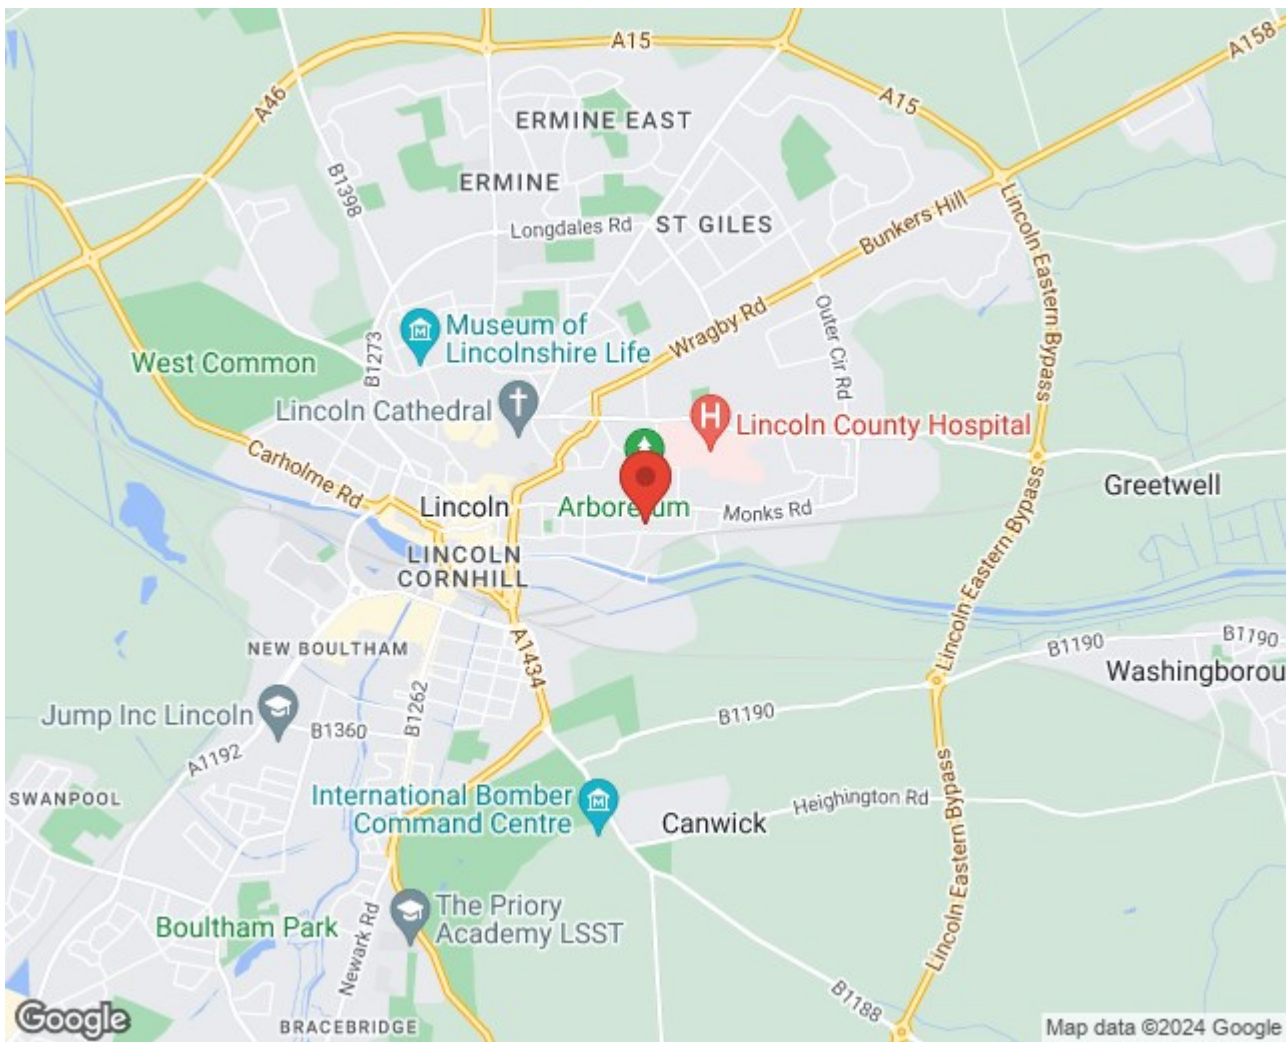 A15
A158
A46
A15
ERMINE EAST
B1398
ERMINE
Longdales Rd
ST GILES
Bunkers Hill
Lincoln Eastern Bypass
Museum of
Lincolnshire Life
Wragby Rd
Outer Cir Rd
West Common
B1273
Lincoln Cathedral
H
Lincoln County Hospital
Carholme Rd
Lincoln
Monks Rd
Greetwell
LINCOLN
CORNHILL
Lincoln Eastern Bypass
NEW BOULTHAM
A1434
B1190
B1190
Washingborou
Jump Inc Lincoln
B1262
B1360
B1190
A1192
SWANPOOL
International Bomber
Command Centre
Heighington Rd
Canwick
Lincoln Eastern Bypass
Boultham Park
Newark Rd
The Priory
Academy LSST
B1188
BRACEBRIDGE
Google
Map data ©2024 Google